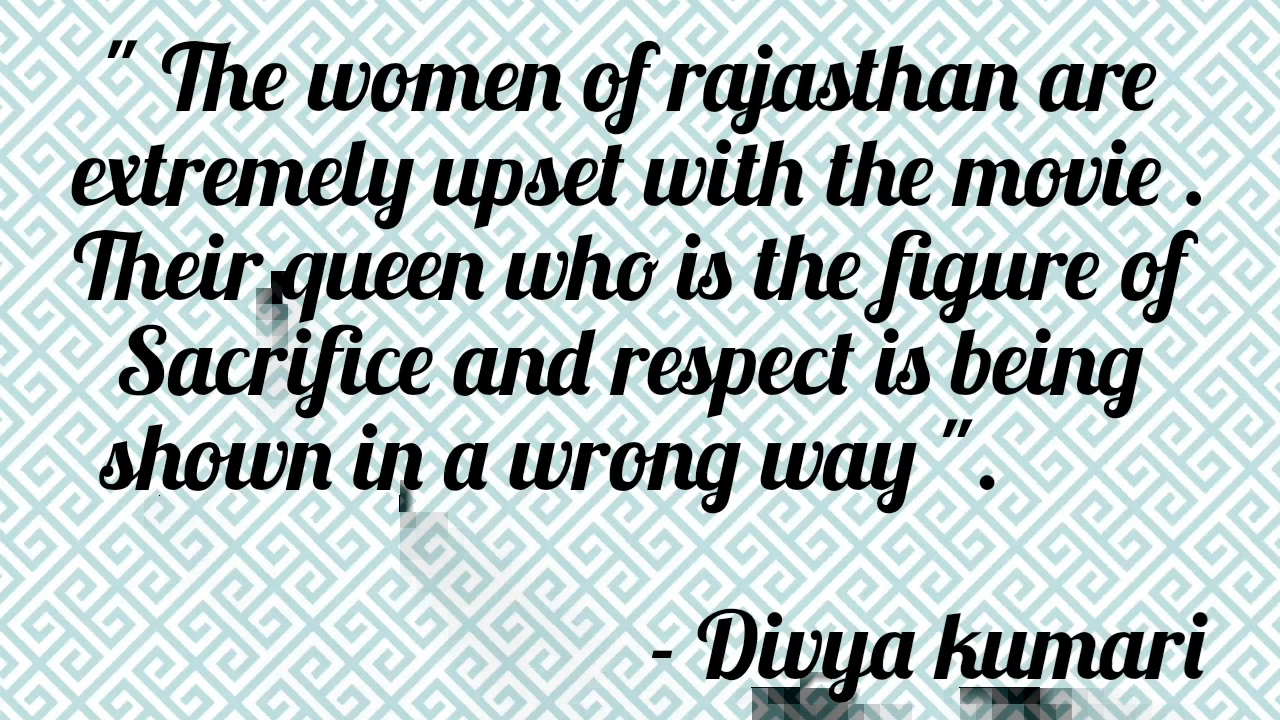 " The women of rajasthan are
extremely upset with the movie .
Their queen who is the figure of
Sacrifice and respect is being
shown in a wrong way ".
- Divya kumari